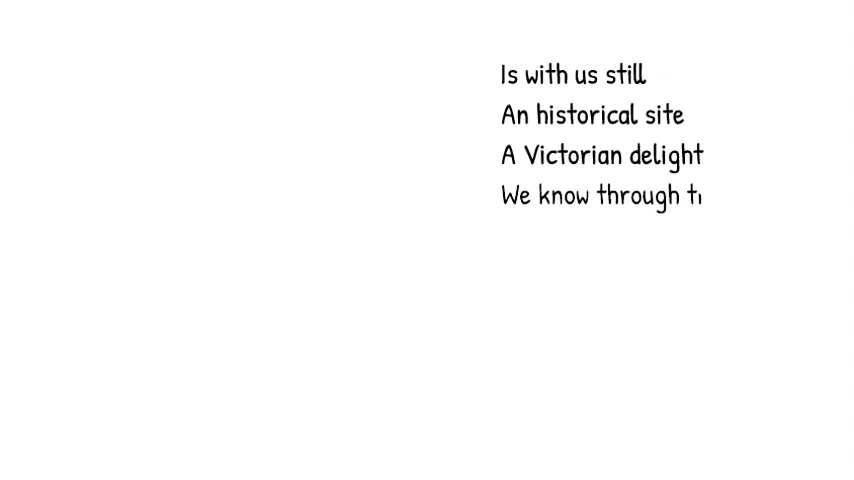 Is with us still
An historical site
A Victorian delight
We know through